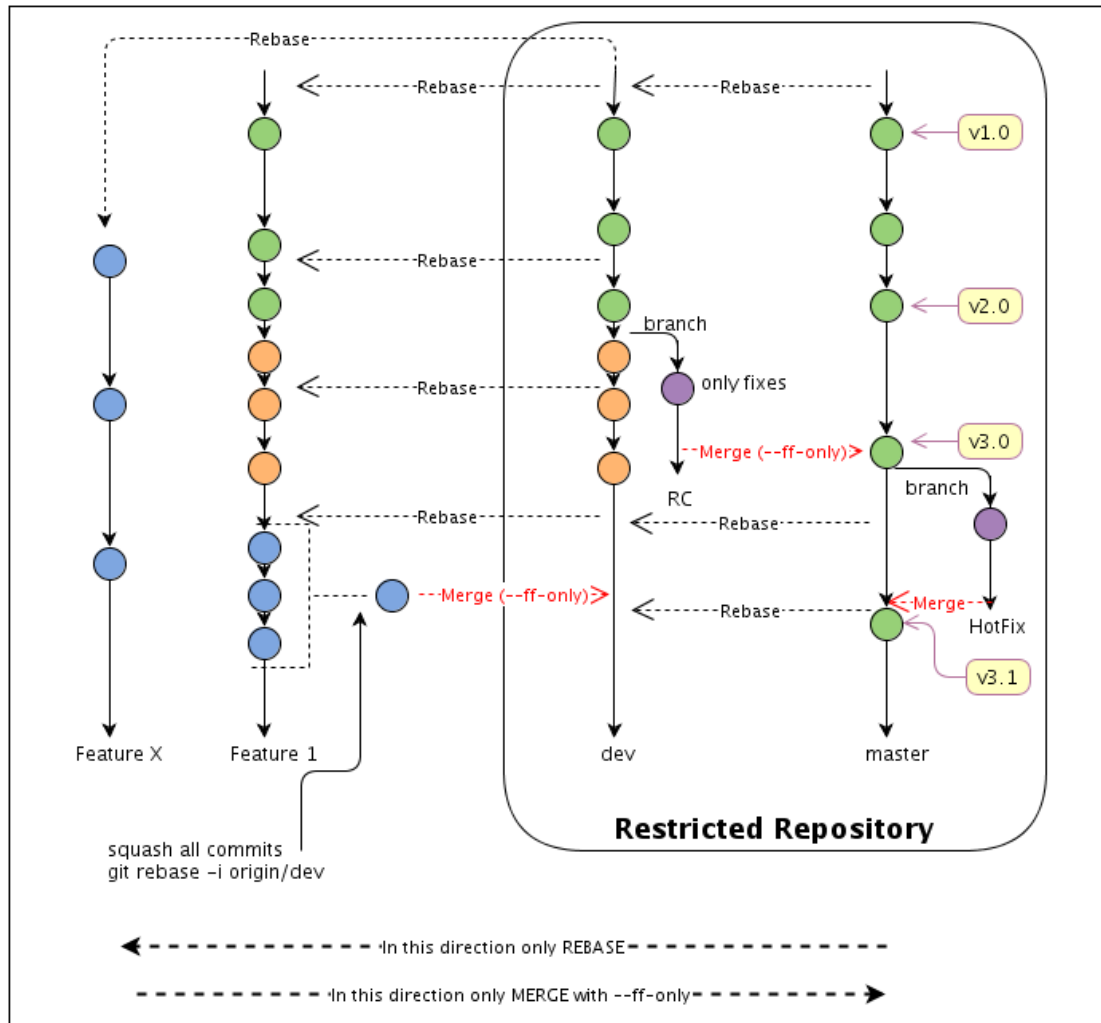 Rebase
Rebase
Rebase
v1.0
Rebase
v2.0
branch
Rebase
only fixes
v3.0
Merge (--ff-only)
branch
RC
Rebase
Rebase
Merge (--ff-only)
Rebase
Merge
HotFix
v3.1
Feature X
Feature 1
dev
master
Restricted Repository
squash all commits
git rebase -i origin/dev
In this direction only REBASE
In this direction only MERGE with --ff-only